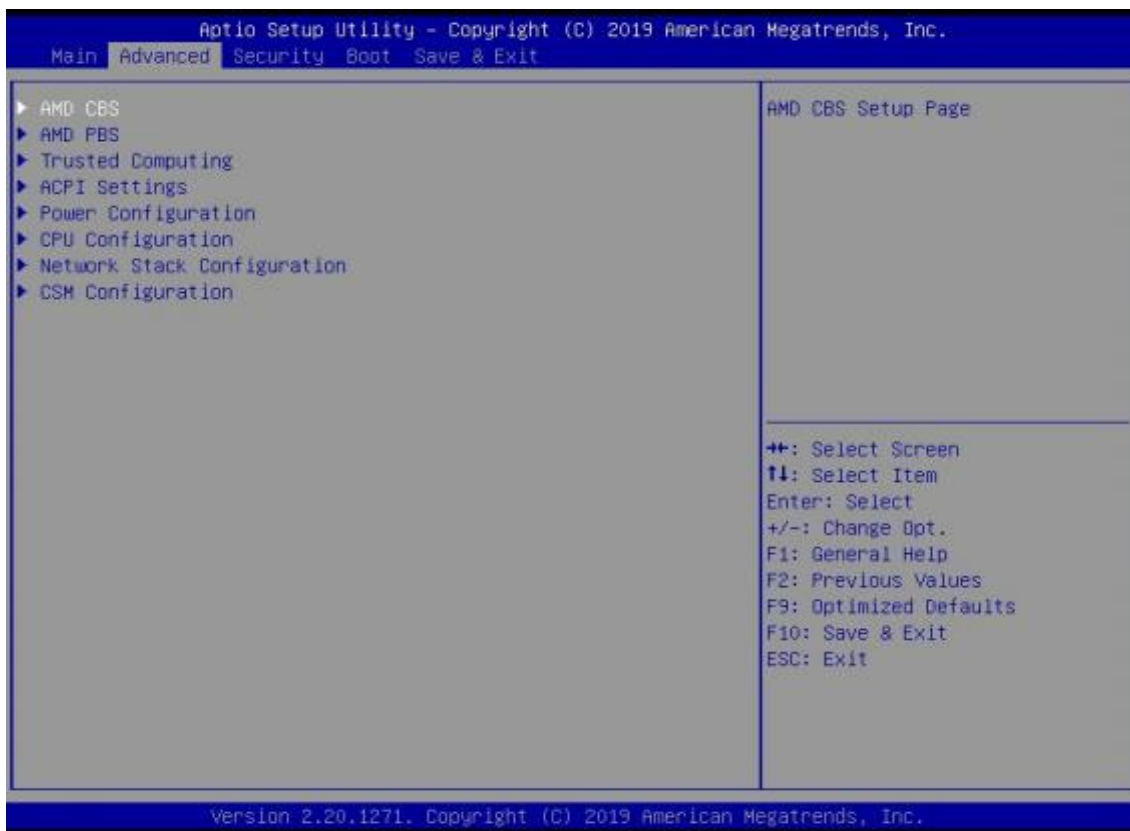 Aptio Setup Utility - Copyright (C) 2019 American Megatrends, Inc.
Main Advanced Security Boot Save & Exit
AMD CBS
AMD PBS
Trusted Computing
ACPI Settings
Power Configuration
CPU Configuration
Network Stack Configuration
CSM Configuration
AMD CBS Setup Page
→←: Select Screen
↑↓: Select Item
Enter: Select
+/-: Change Opt.
F1: General Help
F2: Previous Values
F9: Optimized Defaults
F10: Save & Exit
ESC: Exit
Version 2.20.1271. Copyright (C) 2019 American Megatrends, Inc.